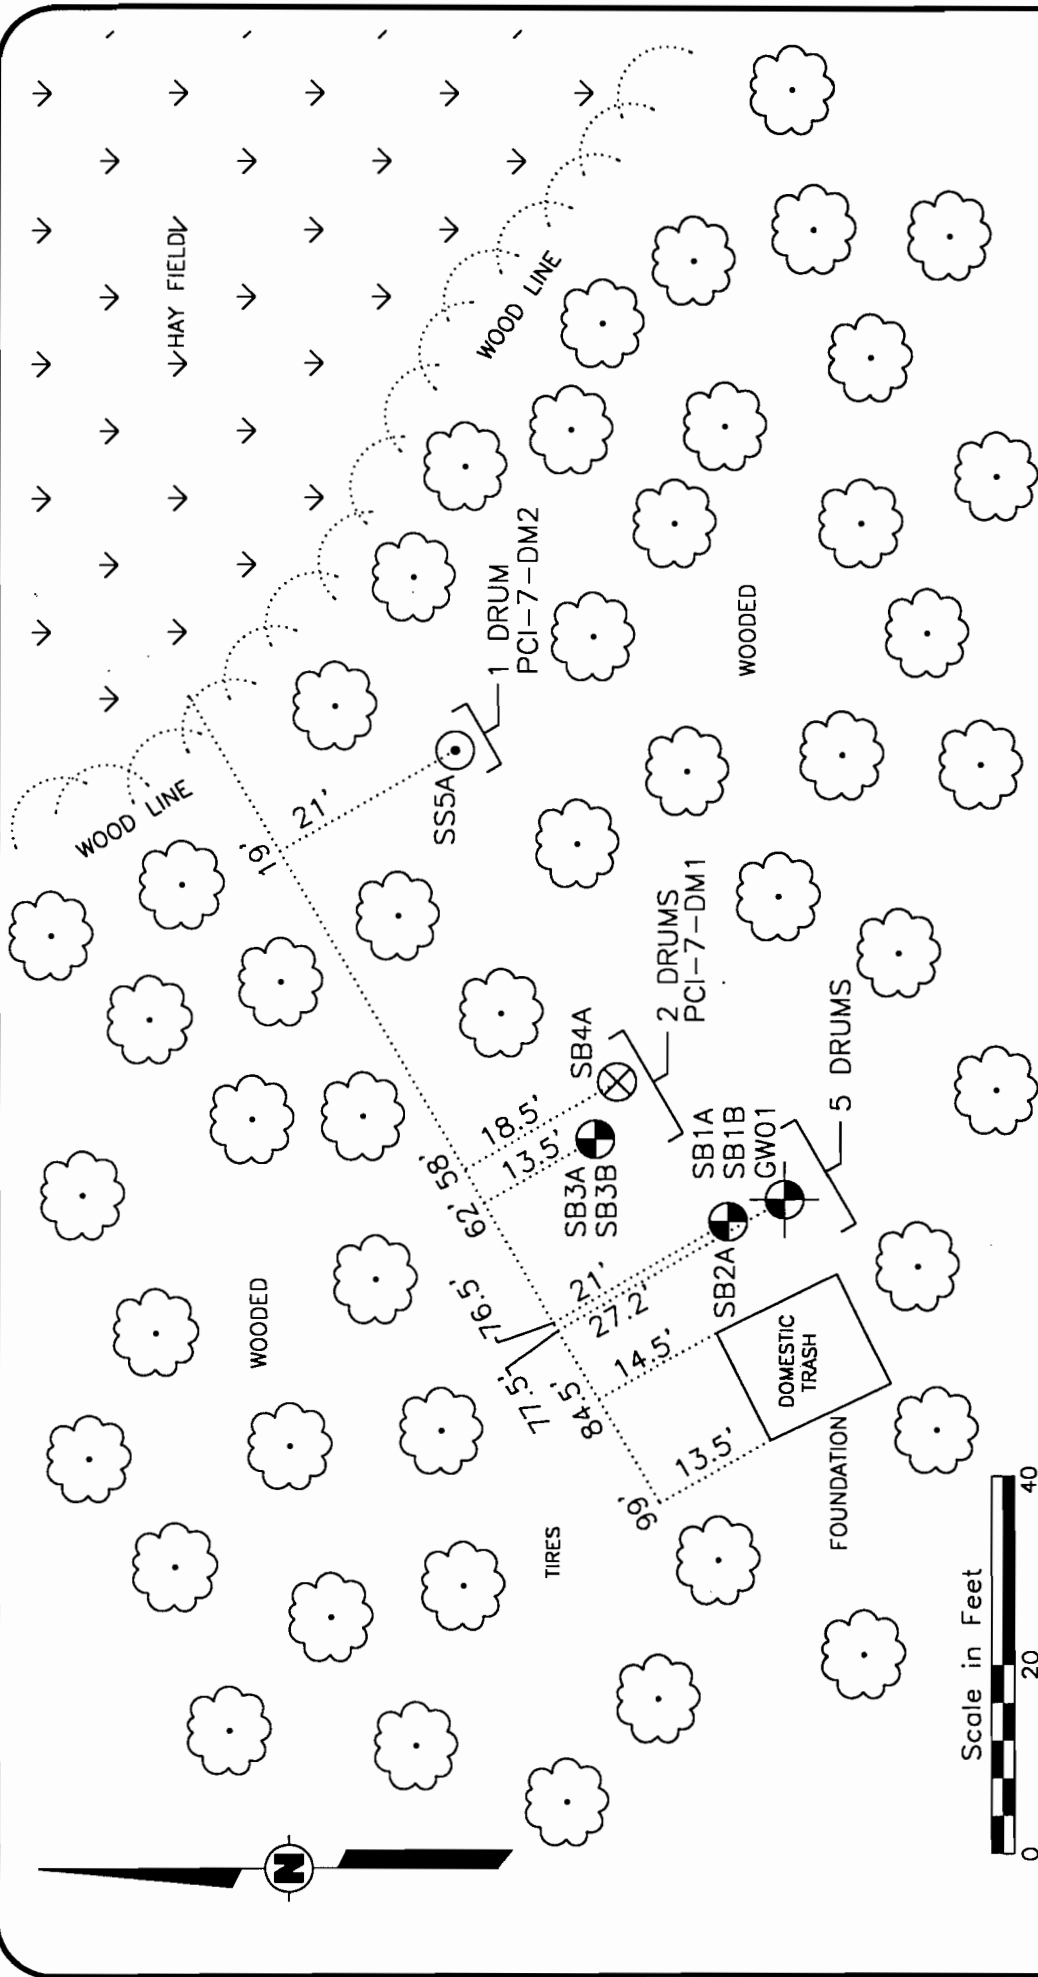 HAY FIELD
WOOD LINE
WOOD LINE
19'
21'
SS5A
1 DRUM
PCI-7-DM2
WOODED
58'
18.5'
SB4A
2 DRUMS
PCI-7-DM1
62'
13.5'
SB3A
SB3B
WOODED
76.5'
21'
SB2A
SB1A
SB1B
GW01
5 DRUMS
77.5'
27.2'
84.5'
14.5'
DOMESTIC
TRASH
99'
13.5'
FOUNDATION
TIRES
N
Scale in Feet
0 20 40